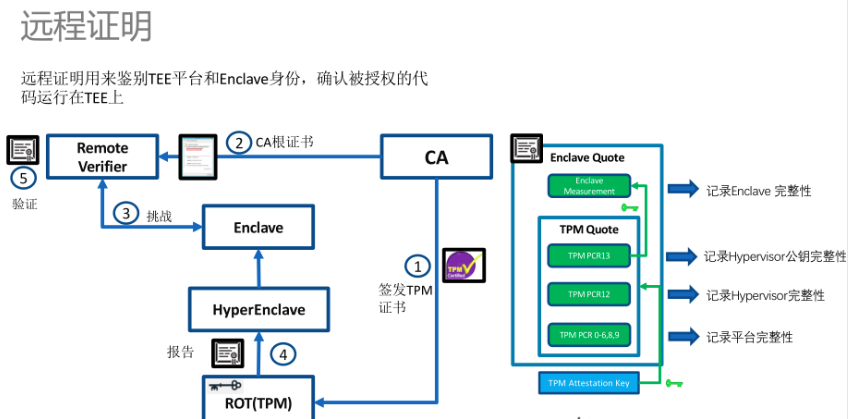 远程证明
远程证明用来鉴别TEE平台和Enclave身份，确认被授权的代
码运行在TEE上
Remote
Verifier
2
CA根证书
CA
5
验证
3
挑战
Enclave
1
TPM
Certified
签发TPM
证书
HyperEnclave
报告
4
ROT(TPM)
Enclave Quote
Enclave
Measurement
记录Enclave 完整性
TPM Quote
TPM PCR13
记录Hypervisor公钥完整性
TPM PCR12
记录Hypervisor完整性
TPM PCR 0-6,8,9
记录平台完整性
TPM Attestation Key